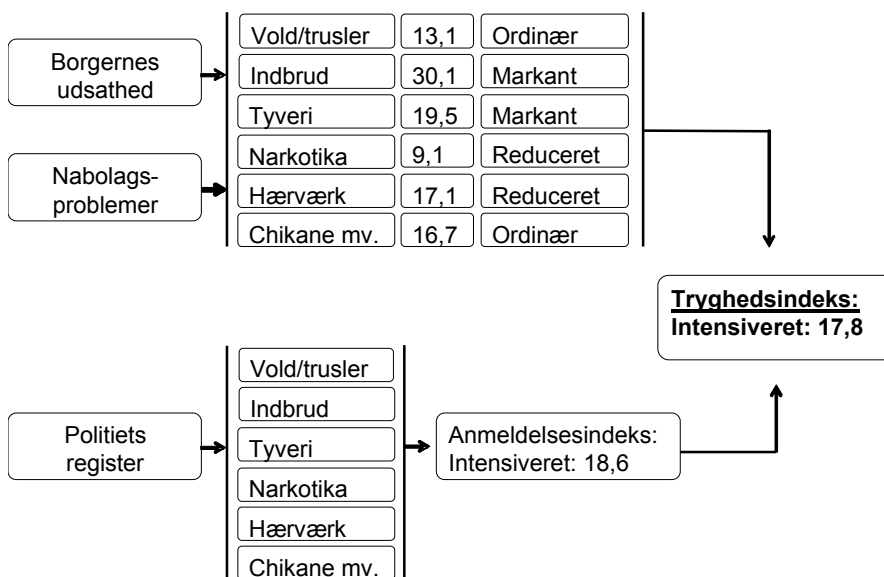 Borgernes
udsathed
Nabolags-
problemer
Vold/trusler 13,1 Ordinær
Indbrud 30,1 Markant
Tyveri 19,5 Markant
Narkotika 9,1 Reduceret
Hærværk 17,1 Reduceret
Chikane mv. 16,7 Ordinær
Tryghedsindeks:
Intensiveret: 17,8
Politiets
register
Vold/trusler
Indbrud
Tyveri
Narkotika
Hærværk
Chikane mv.
Anmeldelsesindeks:
Intensiveret: 18,6